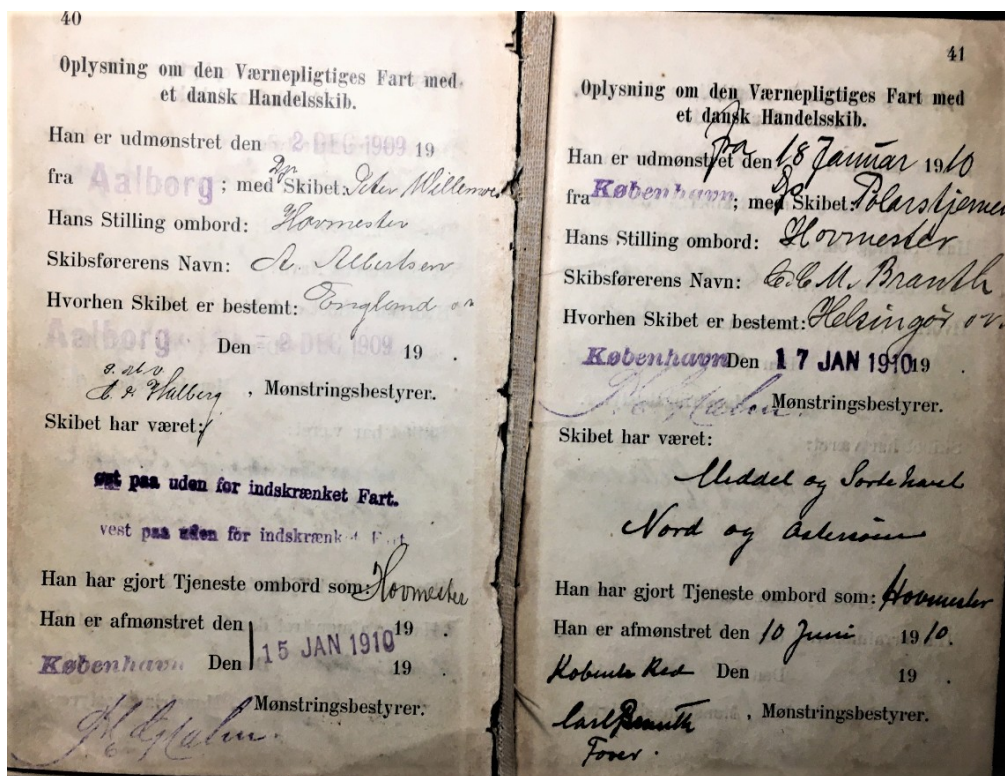 40
Oplysning om den Værnepligtiges Fart med
et dansk Handelsskib.
Han er udmønstret den 2 DEC 1909 19
fra Aalborg ; med Dp Skibet: Peter Willemoes
Hans Stilling ombord: Hovmester
Skibsførerens Navn: A. Albertsen
Hvorhen Skibet er bestemt: England ov
Aalborg Den 2 DEC 1909 19 .
Halberg , Mønstringsbestyrer.
Skibet har været:
øst paa uden for indskrænket Fart.
vest paa uden for indskrænket Fart
Han har gjort Tjeneste ombord som: Hovmester
Han er afmønstret den 19 .
København Den 15 JAN 1910 19 .
Mønstringsbestyrer.
41
Oplysning om den Værnepligtiges Fart med
et dansk Handelsskib.
fra
Han er udmønstret den 18 Januar 1910
fra København ; med Dp Skibet: Polarstjernen
Hans Stilling ombord: Hovmester
Skibsførerens Navn: C. C. M. Branth
Hvorhen Skibet er bestemt: Helsingør ov
København Den 17 JAN 1910 19 .
Mønstringsbestyrer.
Skibet har været:
Middel og Sortehavet
Nord og Østersøen
Han har gjort Tjeneste ombord som: Hovmester
Han er afmønstret den 10 Juni 1910.
Red Den 19 .
Carl Branth , Mønstringsbestyrer.